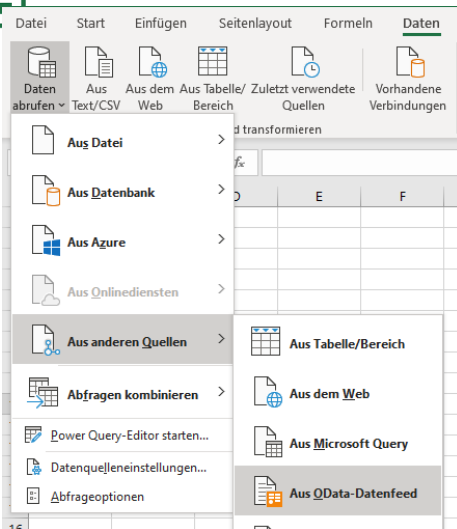 Datei Start Einfügen Seitenlayout Formeln Daten
Daten abrufen
Aus Text/CSV
Aus dem Web
Aus Tabelle/ Bereich
Zuletzt verwendete Quellen
Vorhandene Verbindungen
d transformieren
Aus Datei
fx
Aus Datenbank
D E F
Aus Azure
Aus Onlinediensten
Aus anderen Quellen
Aus Tabelle/Bereich
Abfragen kombinieren
Aus dem Web
Power Query-Editor starten...
Aus Microsoft Query
Datenquelleneinstellungen...
Abfrageoptionen
Aus OData-Datenfeed
16